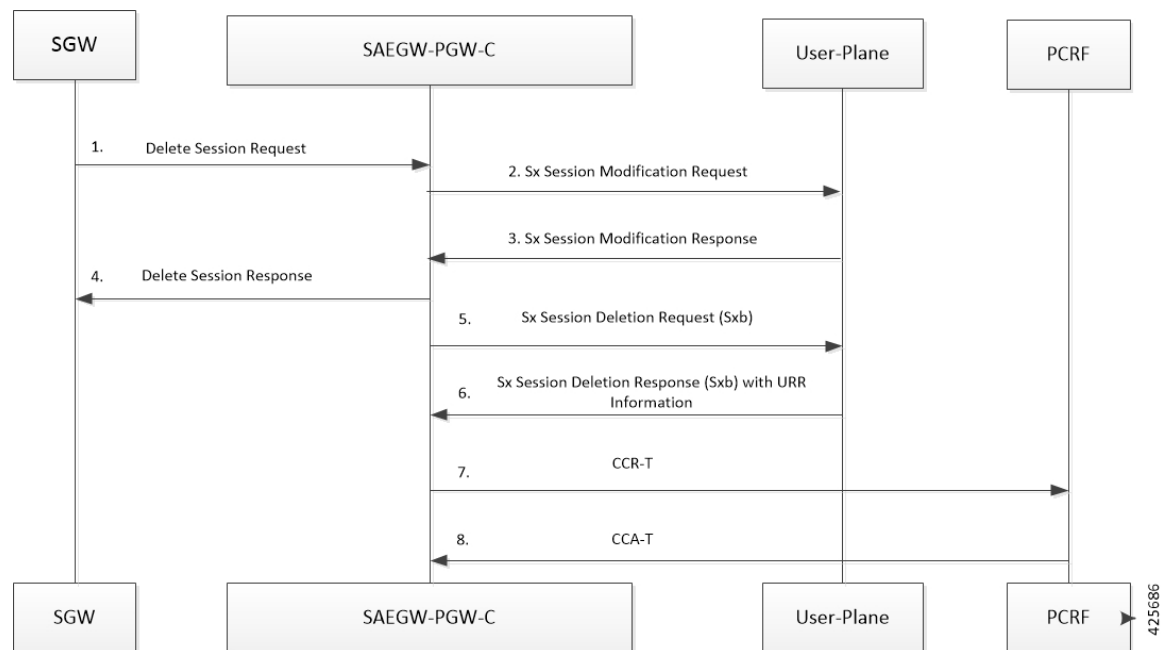 SGW
SAEGW-PGW-C
User-Plane
PCRF
1. Delete Session Request
2. Sx Session Modification Request
3. Sx Session Modification Response
4. Delete Session Response
5. Sx Session Deletion Request (Sxb)
6. Sx Session Deletion Response (Sxb) with URR
Information
7. CCR-T
8. CCA-T
SGW
SAEGW-PGW-C
User-Plane
PCRF
425686